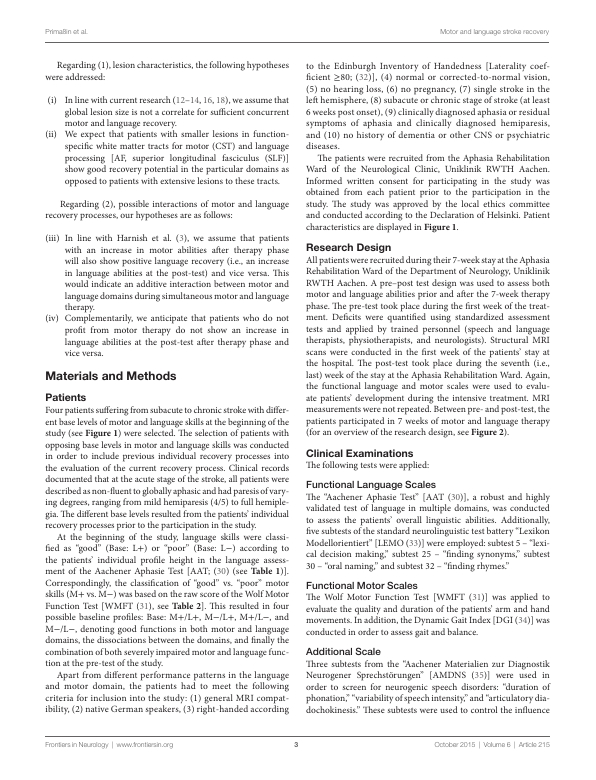 Primaßin et al.
Motor and language stroke recovery
Regarding (1), lesion characteristics, the following hypotheses
were addressed:
(i) In line with current research (12–14, 16, 18), we assume that
global lesion size is not a correlate for sufficient concurrent
motor and language recovery.
(ii) We expect that patients with smaller lesions in function-
specific white matter tracts for motor (CST) and language
processing [AF, superior longitudinal fasciculus (SLF)]
show good recovery potential in the particular domains as
opposed to patients with extensive lesions to these tracts.
Regarding (2), possible interactions of motor and language
recovery processes, our hypotheses are as follows:
(iii) In line with Harnish et al. (3), we assume that patients
with an increase in motor abilities after therapy phase
will also show positive language recovery (i.e., an increase
in language abilities at the post-test) and vice versa. This
would indicate an additive interaction between motor and
language domains during simultaneous motor and language
therapy.
(iv) Complementarily, we anticipate that patients who do not
profit from motor therapy do not show an increase in
language abilities at the post-test after therapy phase and
vice versa.
Materials and Methods
Patients
Four patients suffering from subacute to chronic stroke with differ-
ent base levels of motor and language skills at the beginning of the
study (see Figure 1) were selected. The selection of patients with
opposing base levels in motor and language skills was conducted
in order to include previous individual recovery processes into
the evaluation of the current recovery process. Clinical records
documented that at the acute stage of the stroke, all patients were
described as non-fluent to globally aphasic and had paresis of vary-
ing degrees, ranging from mild hemiparesis (4/5) to full hemiple-
gia. The different base levels resulted from the patients' individual
recovery processes prior to the participation in the study.
At the beginning of the study, language skills were classi-
fied as "good" (Base: L+) or "poor" (Base: L−) according to
the patients' individual profile height in the language assess-
ment of the Aachener Aphasie Test [AAT; (30) (see Table 1)].
Correspondingly, the classification of "good" vs. "poor" motor
skills (M+ vs. M−) was based on the raw score of the Wolf Motor
Function Test [WMFT (31), see Table 2]. This resulted in four
possible baseline profiles: Base: M+/L+, M−/L+, M+/L−, and
M−/L−, denoting good functions in both motor and language
domains, the dissociations between the domains, and finally the
combination of both severely impaired motor and language func-
tion at the pre-test of the study.
Apart from different performance patterns in the language
and motor domain, the patients had to meet the following
criteria for inclusion into the study: (1) general MRI compat-
ibility, (2) native German speakers, (3) right-handed according
to the Edinburgh Inventory of Handedness [Laterality coef-
ficient ≥80; (32)], (4) normal or corrected-to-normal vision,
(5) no hearing loss, (6) no pregnancy, (7) single stroke in the
left hemisphere, (8) subacute or chronic stage of stroke (at least
6 weeks post onset), (9) clinically diagnosed aphasia or residual
symptoms of aphasia and clinically diagnosed hemiparesis,
and (10) no history of dementia or other CNS or psychiatric
diseases.
The patients were recruited from the Aphasia Rehabilitation
Ward of the Neurological Clinic, Uniklinik RWTH Aachen.
Informed written consent for participating in the study was
obtained from each patient prior to the participation in the
study. The study was approved by the local ethics committee
and conducted according to the Declaration of Helsinki. Patient
characteristics are displayed in Figure 1.
Research Design
All patients were recruited during their 7-week stay at the Aphasia
Rehabilitation Ward of the Department of Neurology, Uniklinik
RWTH Aachen. A pre–post test design was used to assess both
motor and language abilities prior and after the 7-week therapy
phase. The pre-test took place during the first week of the treat-
ment. Deficits were quantified using standardized assessment
tests and applied by trained personnel (speech and language
therapists, physiotherapists, and neurologists). Structural MRI
scans were conducted in the first week of the patients' stay at
the hospital. The post-test took place during the seventh (i.e.,
last) week of the stay at the Aphasia Rehabilitation Ward. Again,
the functional language and motor scales were used to evalu-
ate patients' development during the intensive treatment. MRI
measurements were not repeated. Between pre- and post-test, the
patients participated in 7 weeks of motor and language therapy
(for an overview of the research design, see Figure 2).
Clinical Examinations
The following tests were applied:
Functional Language Scales
The "Aachener Aphasie Test" [AAT (30)], a robust and highly
validated test of language in multiple domains, was conducted
to assess the patients' overall linguistic abilities. Additionally,
five subtests of the standard neurolinguistic test battery "Lexikon
Modellorientiert" [LEMO (33)] were employed: subtest 5 – "lexi-
cal decision making," subtest 25 – "finding synonyms," subtest
30 – "oral naming," and subtest 32 – "finding rhymes."
Functional Motor Scales
The Wolf Motor Function Test [WMFT (31)] was applied to
evaluate the quality and duration of the patients' arm and hand
movements. In addition, the Dynamic Gait Index [DGI (34)] was
conducted in order to assess gait and balance.
Additional Scale
Three subtests from the "Aachener Materialien zur Diagnostik
Neurogener Sprechstörungen" [AMDNS (35)] were used in
order to screen for neurogenic speech disorders: "duration of
phonation," "variability of speech intensity," and "articulatory dia-
dochokinesis." These subtests were used to control the influence
Frontiers in Neurology | www.frontiersin.org
3
October 2015 | Volume 6 | Article 215